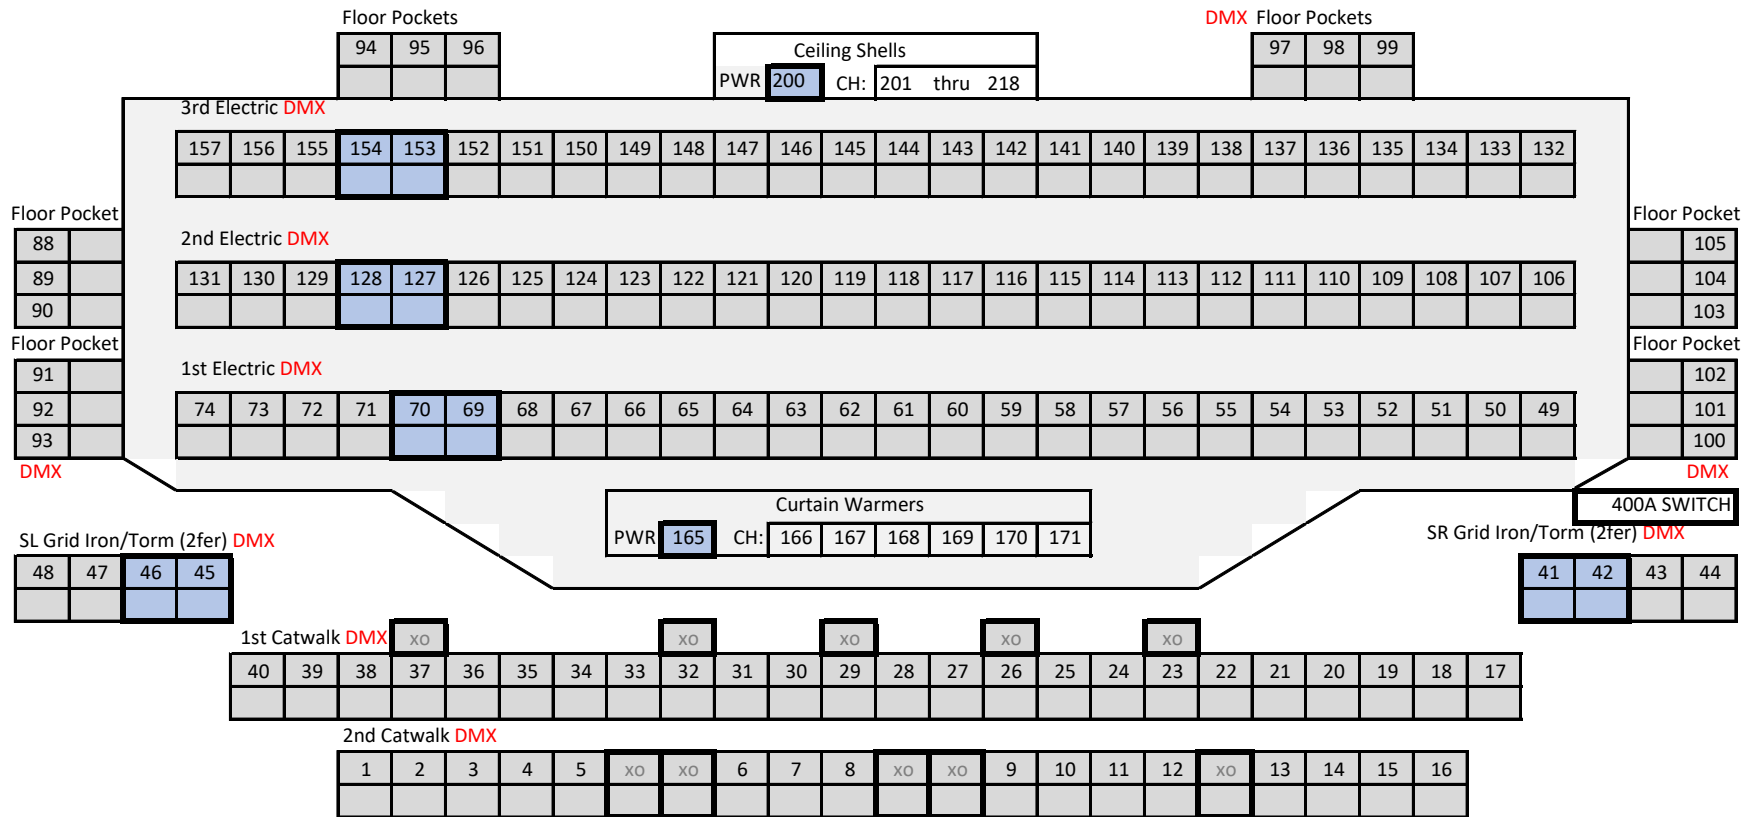 Floor Pockets
DMX Floor Pockets
94 95 96
Ceiling Shells
97 98 99
PWR 200 CH: 201 thru 218
3rd Electric DMX
157 156 155 154 153 152 151 150 149 148 147 146 145 144 143 142 141 140 139 138 137 136 135 134 133 132
Floor Pocket
Floor Pocket
88
105
2nd Electric DMX
89
131 130 129 128 127 126 125 124 123 122 121 120 119 118 117 116 115 114 113 112 111 110 109 108 107 106
104
90
103
Floor Pocket
Floor Pocket
1st Electric DMX
91
102
92
74 73 72 71 70 69 68 67 66 65 64 63 62 61 60 59 58 57 56 55 54 53 52 51 50 49
101
93
100
DMX
DMX
Curtain Warmers
400A SWITCH
PWR 165 CH: 166 167 168 169 170 171
SL Grid Iron/Torm (2fer) DMX
SR Grid Iron/Torm (2fer) DMX
48 47 46 45
41 42 43 44
1st Catwalk DMX xo xo xo xo xo
40 39 38 37 36 35 34 33 32 31 30 29 28 27 26 25 24 23 22 21 20 19 18 17
2nd Catwalk DMX
1 2 3 4 5 xo xo 6 7 8 xo xo 9 10 11 12 xo 13 14 15 16